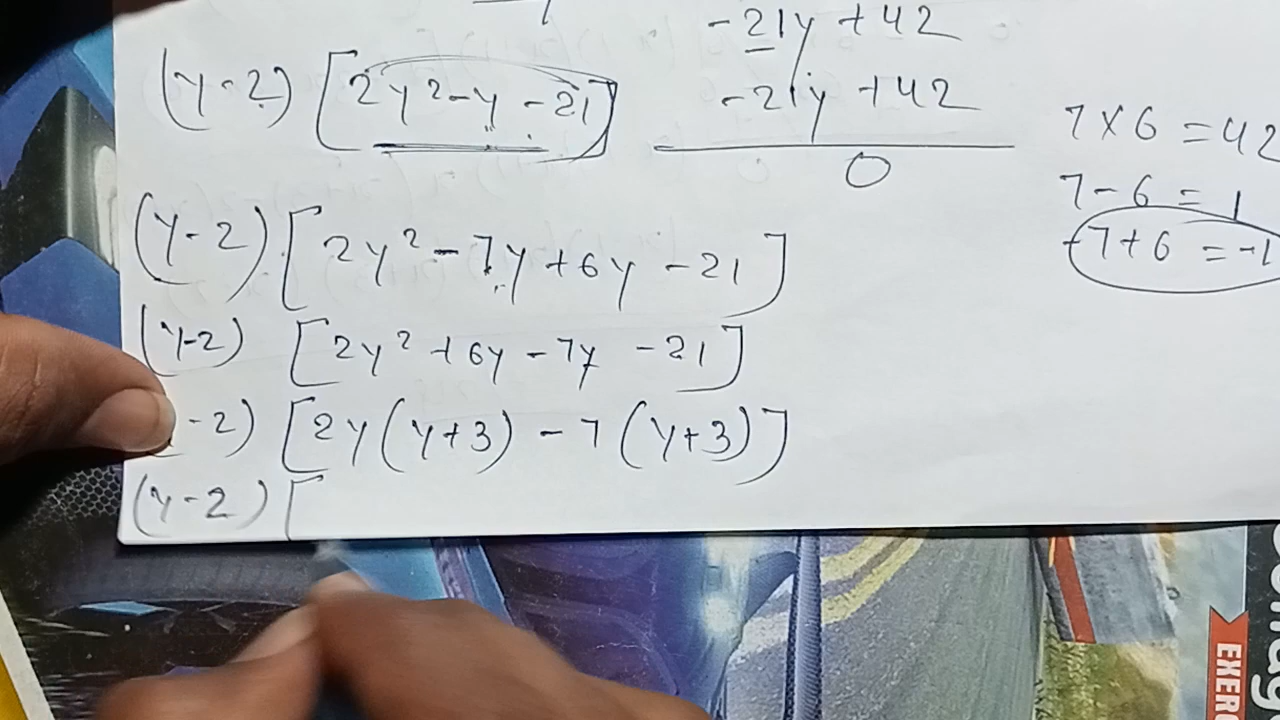 -21y +42
(y-2) [2y²-y-21]
-21y +42
0
7×6 = 42
7-6 = 1
-7+6 = -1
(y-2) [2y²-7y+6y-21]
(y-2) [2y²+6y-7y-21]
-2) [2y(y+3)-7(y+3)]
(y-2) [
EXER